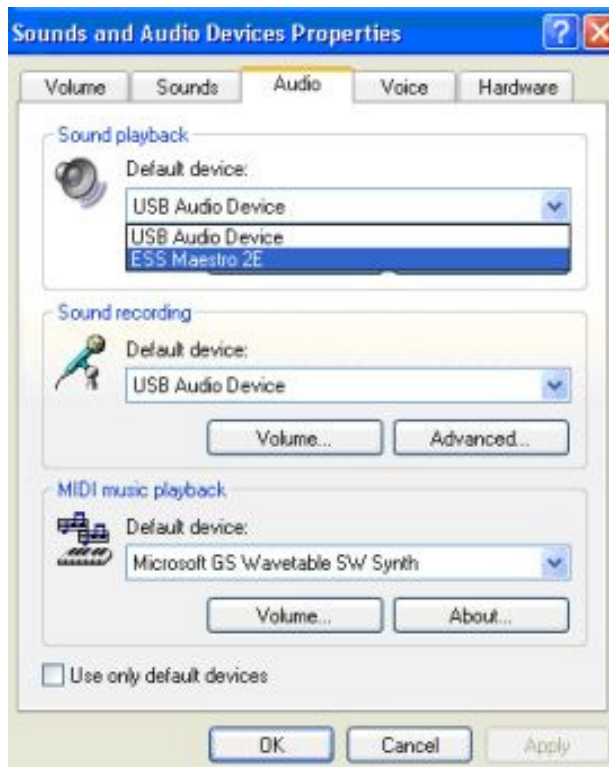 Sounds and Audio Devices Properties
?
Volume Sounds Audio Voice Hardware
Sound playback
Default device:
USB Audio Device
USB Audio Device
ESS Maestro 2E
Sound recording
Default device:
USB Audio Device
Volume... Advanced...
MIDI music playback
Default device:
Microsoft GS Wavetable SW Synth
Volume... About...
Use only default devices
OK Cancel Apply